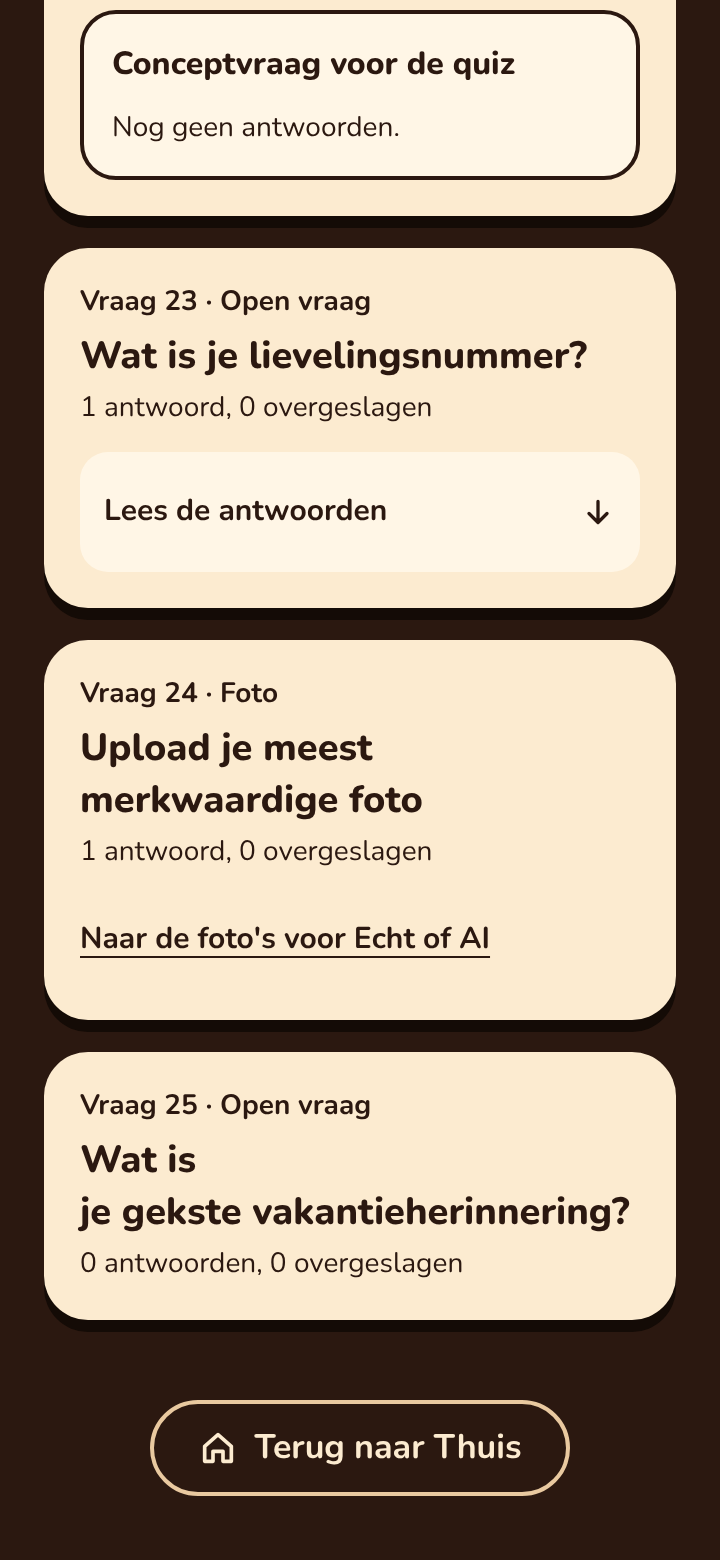 Conceptvraag voor de quiz
Nog geen antwoorden.
Vraag 23 · Open vraag
Wat is je lievelingsnummer?
1 antwoord, 0 overgeslagen
Lees de antwoorden
Vraag 24 · Foto
Upload je meest
merkwaardige foto
1 antwoord, 0 overgeslagen
Naar de foto's voor Echt of AI
Vraag 25 · Open vraag
Wat is
je gekste vakantieherinnering?
0 antwoorden, 0 overgeslagen
Terug naar Thuis